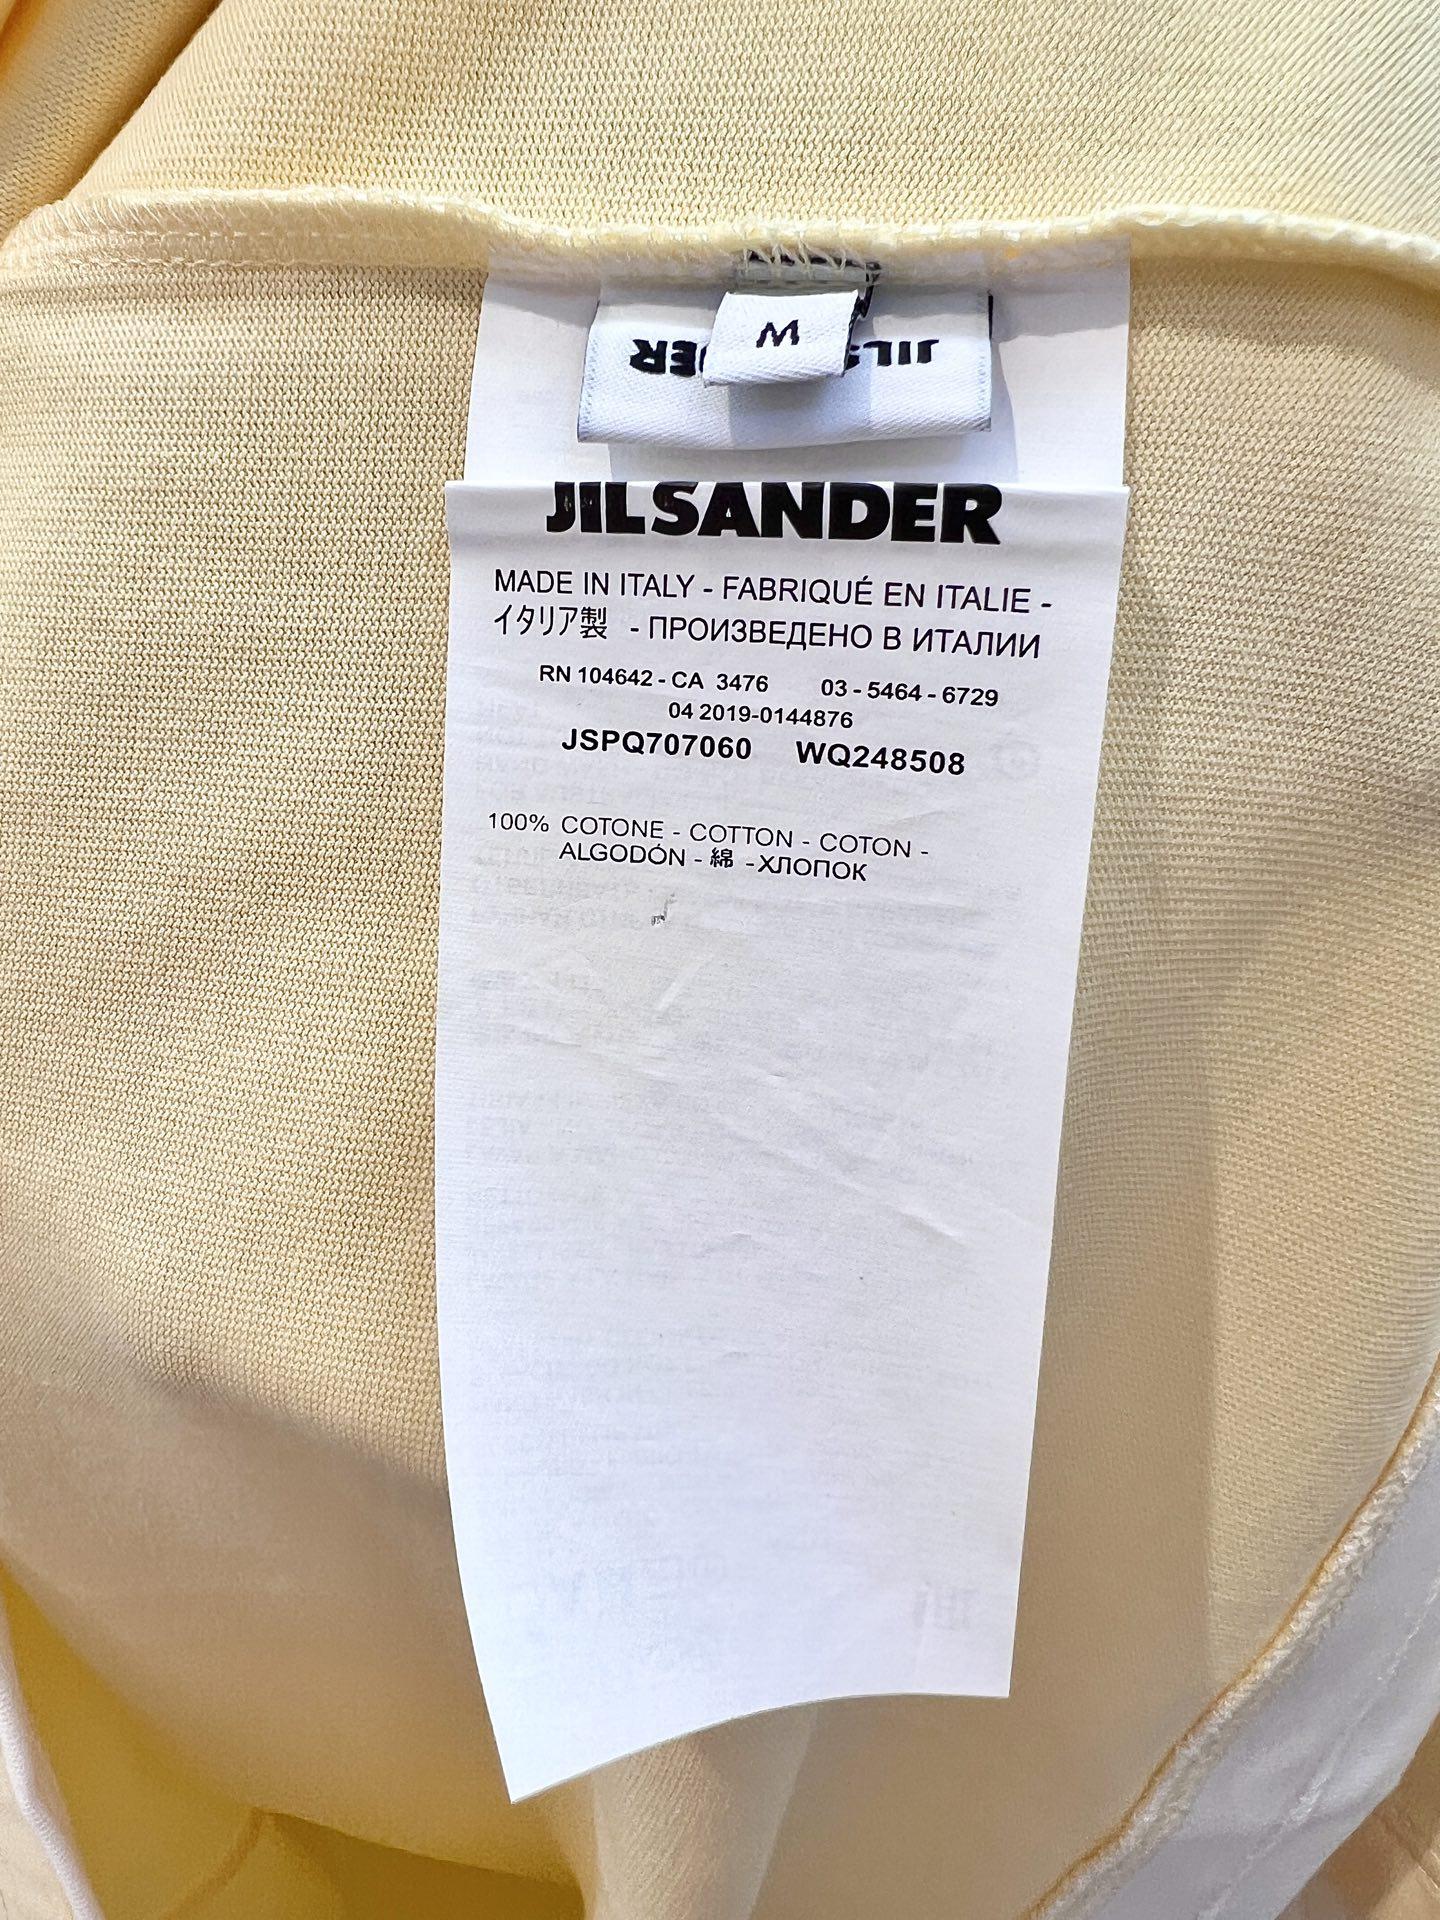 M
JILSANDER
MADE IN ITALY - FABRIQUÉ EN ITALIE -
イタリア製 - ПРОИЗВЕДЕНО В ИТАЛИИ
RN 104642 - CA 3476 03 - 5464 - 6729
04 2019-0144876
JSPQ707060 WQ248508
100% COTONE - COTTON - COTON -
ALGODÓN - 綿 -ХЛОПОК